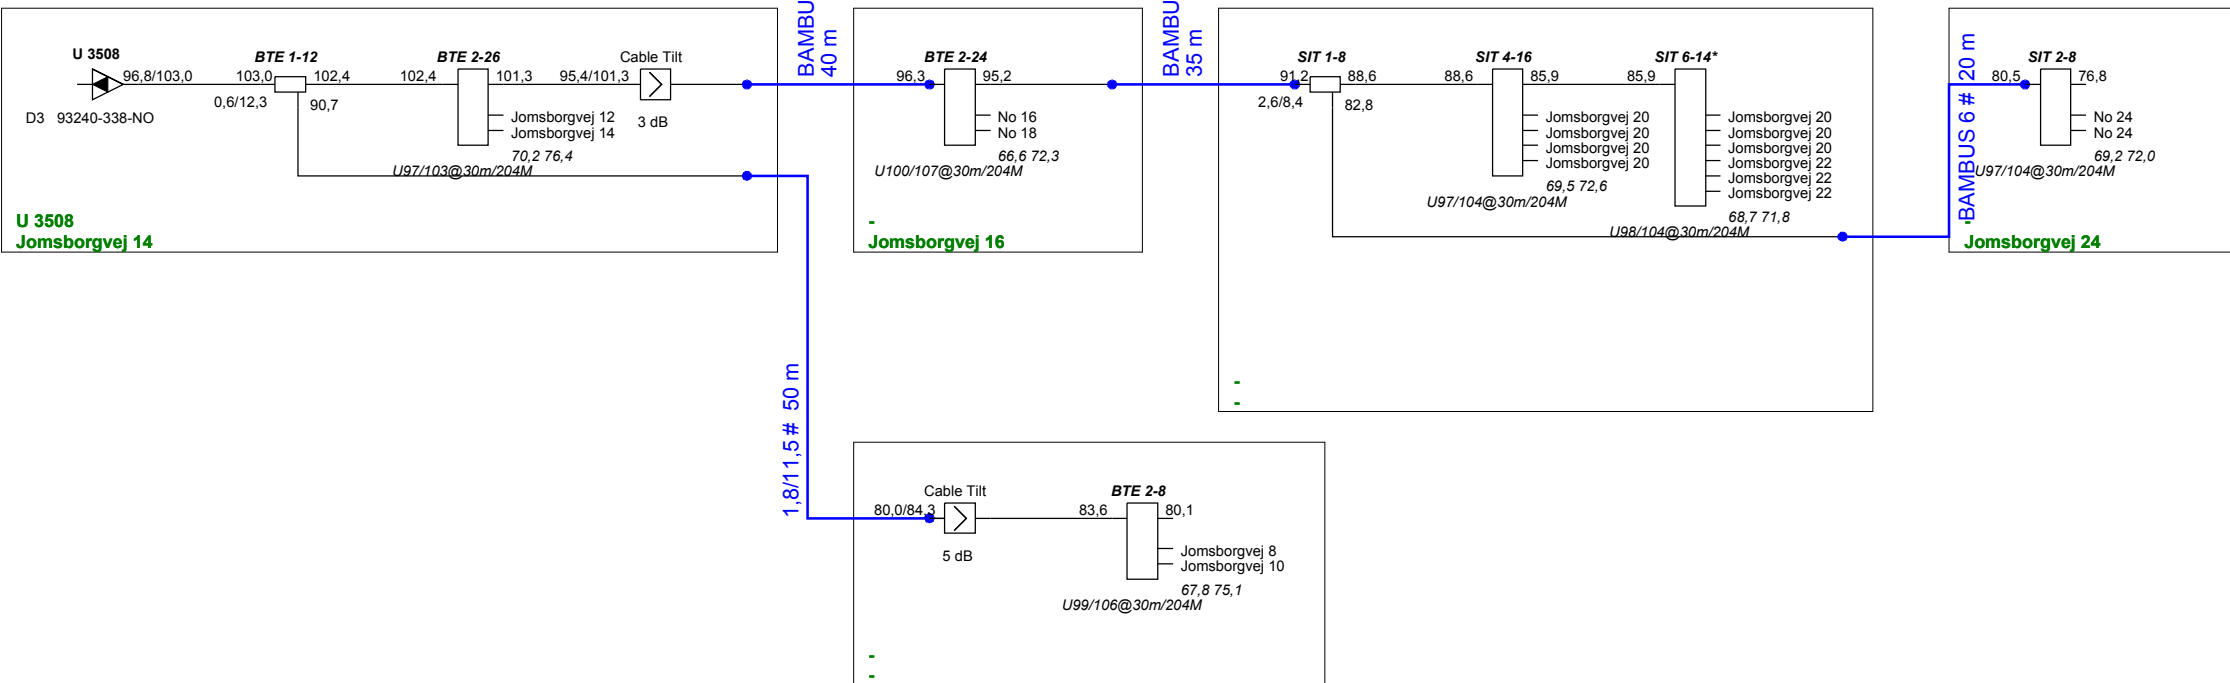 U 3508
96,8/103,0
D3 93240-338-NO
BTE 1-12
103,0
102,4
0,6/12,3
90,7
BTE 2-26
102,4
101,3
Jomsborgvej 12
Jomsborgvej 14
70,2 76,4
U97/103@30m/204M
Cable Tilt
95,4/101,3
3 dB
U 3508
Jomsborgvej 14
BAMBU
40 m
BTE 2-24
96,3
95,2
No 16
No 18
66,6 72,3
U100/107@30m/204M
-
Jomsborgvej 16
BAMBU
35 m
SIT 1-8
91,2
88,6
2,6/8,4
82,8
SIT 4-16
88,6
85,9
Jomsborgvej 20
Jomsborgvej 20
Jomsborgvej 20
Jomsborgvej 20
69,5 72,6
U97/104@30m/204M
SIT 6-14*
85,9
Jomsborgvej 20
Jomsborgvej 20
Jomsborgvej 20
Jomsborgvej 22
Jomsborgvej 22
Jomsborgvej 22
68,7 71,8
U98/104@30m/204M
-
-
BAMBUS 6 # 20 m
SIT 2-8
80,5
76,8
No 24
No 24
69,2 72,0
U97/104@30m/204M
-
Jomsborgvej 24
1,8/11,5 # 50 m
Cable Tilt
80,0/84,3
5 dB
BTE 2-8
83,6
80,1
Jomsborgvej 8
Jomsborgvej 10
67,8 75,1
U99/106@30m/204M
-
-